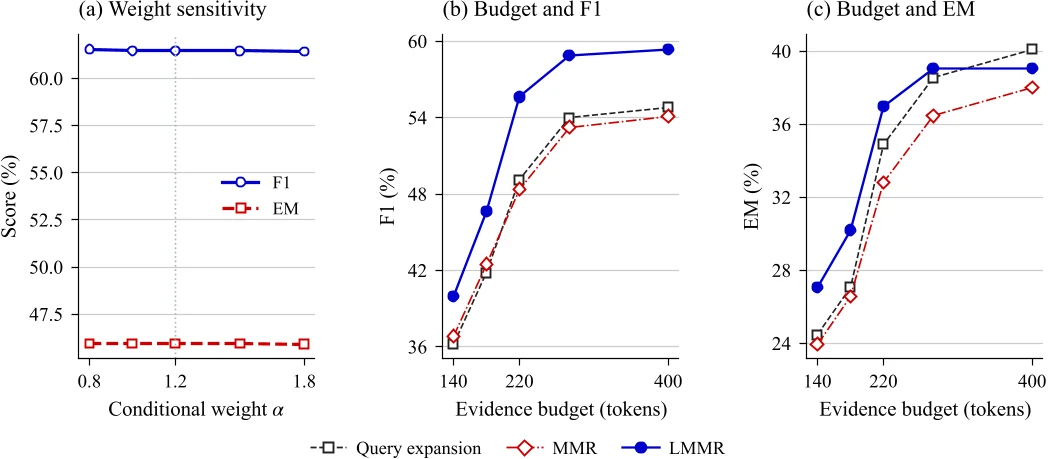 (a) Weight sensitivity
Score (%)
60.0
57.5
55.0
52.5
50.0
47.5
F1
EM
0.8
1.2
1.8
Conditional weight α
(b) Budget and F1
F1 (%)
60
54
48
42
36
140
220
400
Evidence budget (tokens)
(c) Budget and EM
EM (%)
40
36
32
28
24
140
220
400
Evidence budget (tokens)
Query expansion
MMR
LMMR